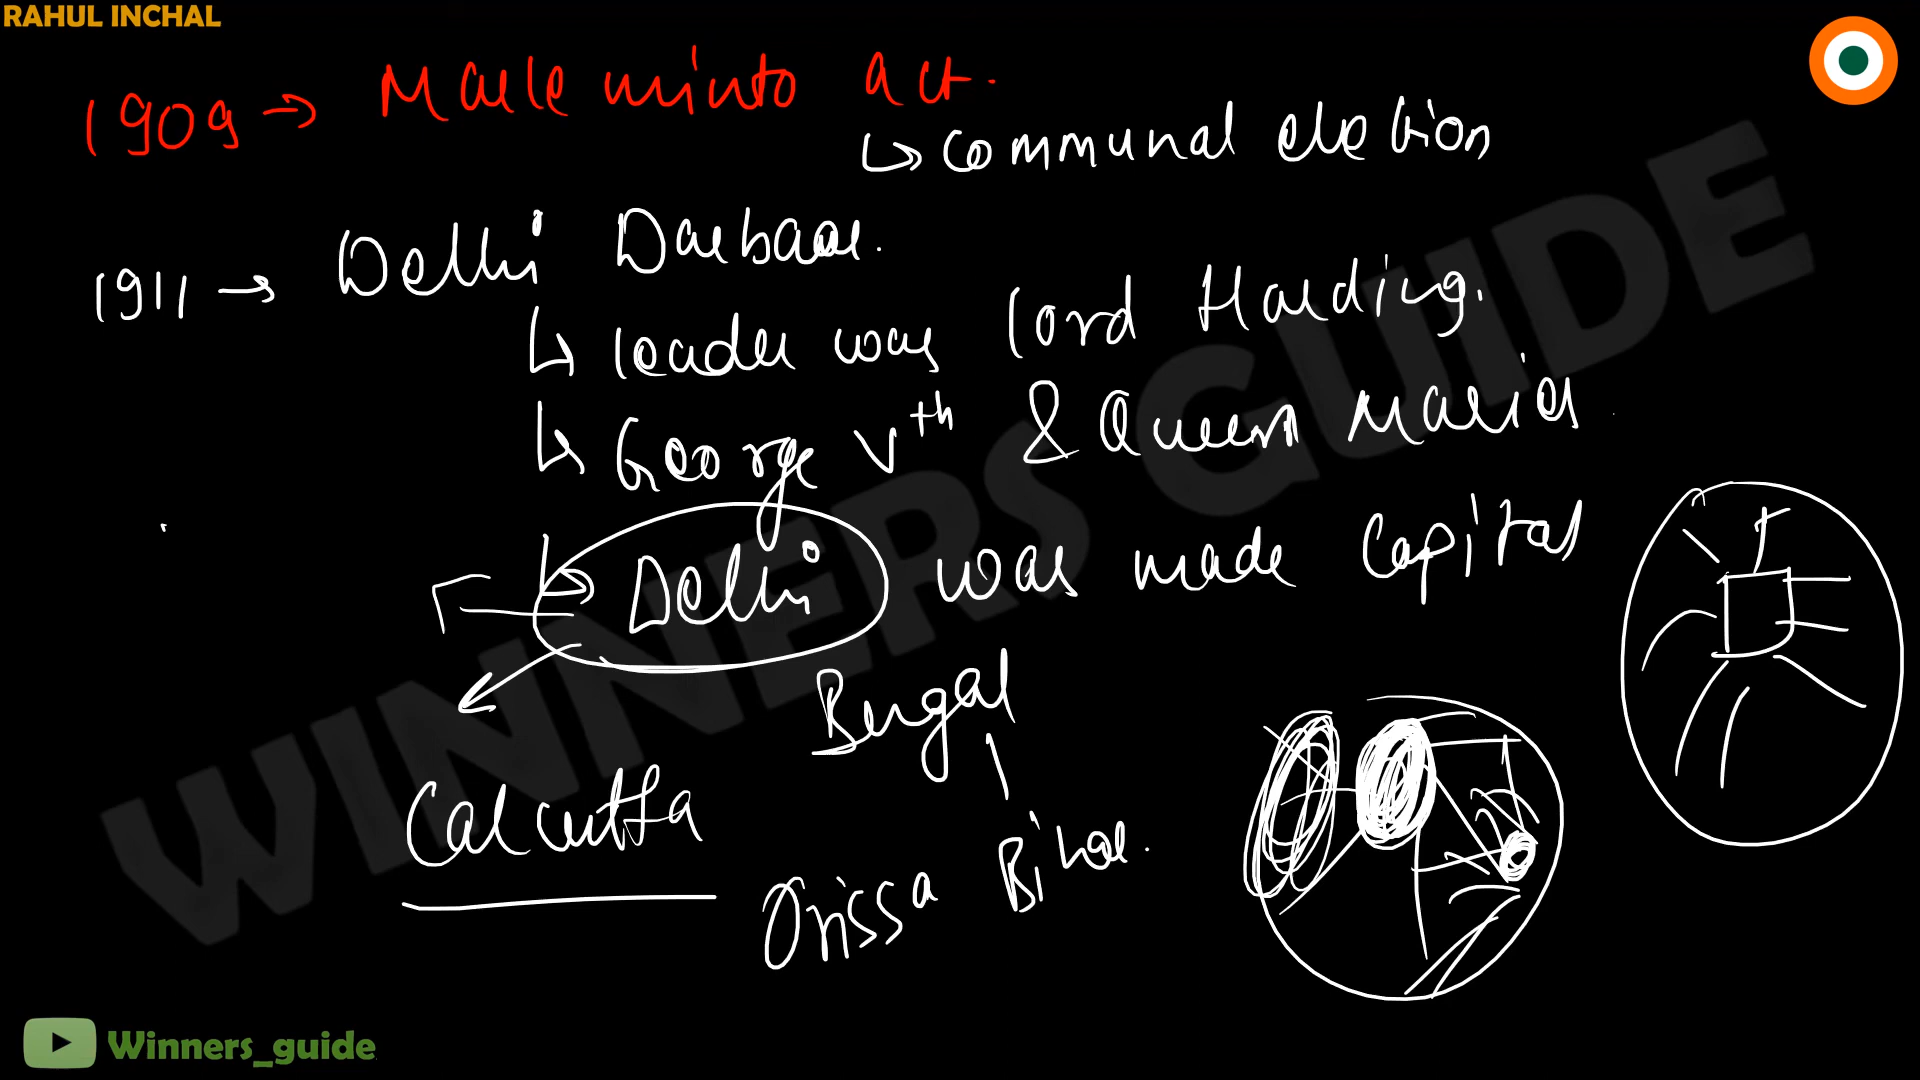 RAHUL INCHAL
1909 → Marle minto act.
↳ communal election
1911 → Delhi Darbaar.
↳ leader was lord Harding.
↳ George Vth & Queen Maria
↳ Delhi was made Capital
Bengal
Calcutta
Orissa Bihar.
WINNERS GUIDE
Winners_guide